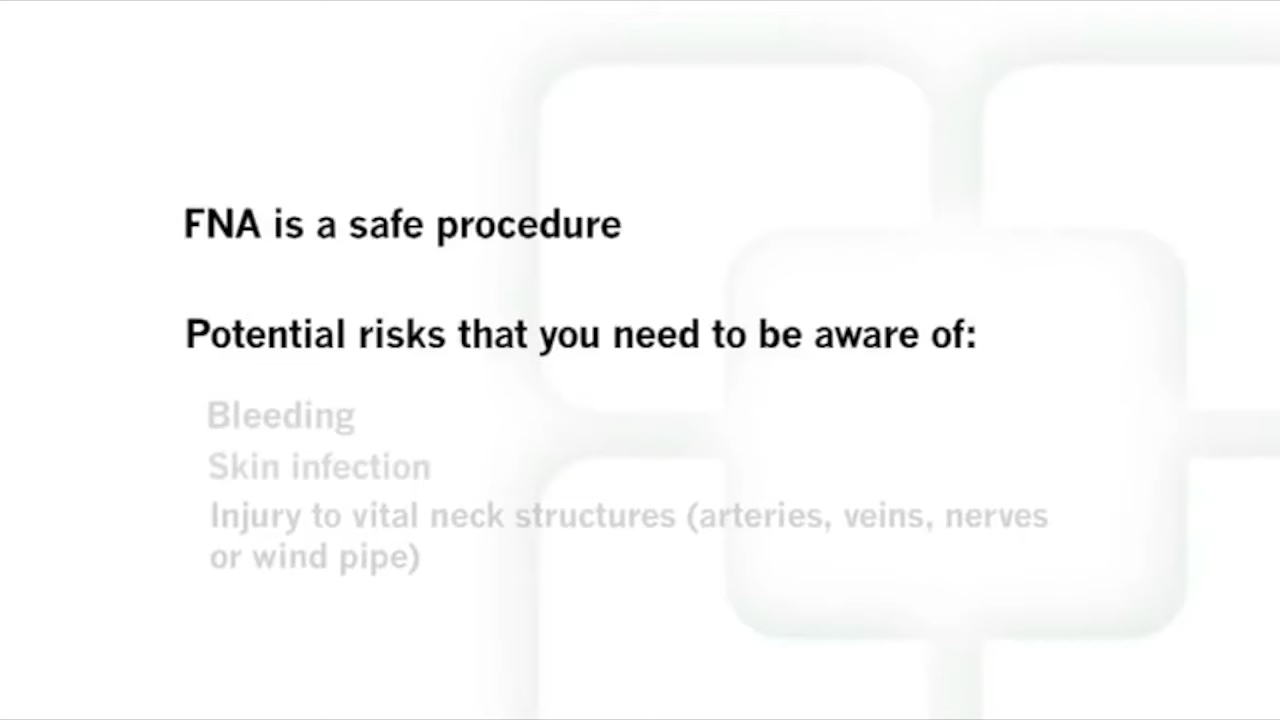 FNA is a safe procedure
Potential risks that you need to be aware of:
Bleeding
Skin infection
Injury to vital neck structures (arteries, veins, nerves
or wind pipe)